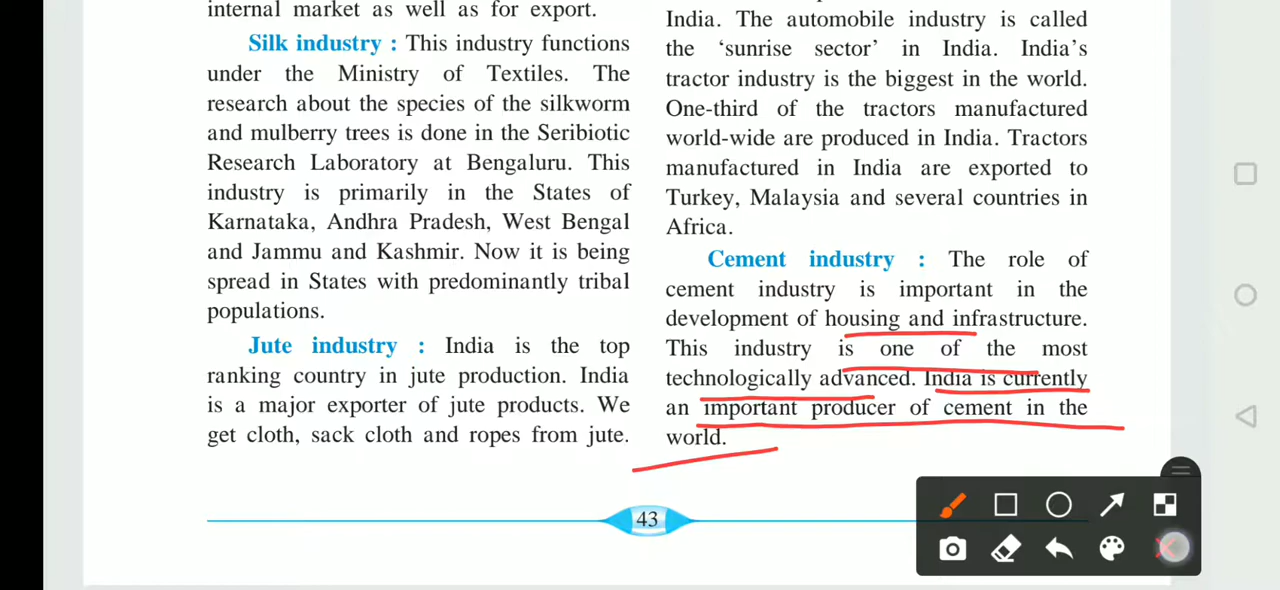 internal market as well as for export.
Silk industry : This industry functions
under the Ministry of Textiles. The
research about the species of the silkworm
and mulberry trees is done in the Seribiotic
Research Laboratory at Bengaluru. This
industry is primarily in the States of
Karnataka, Andhra Pradesh, West Bengal
and Jammu and Kashmir. Now it is being
spread in States with predominantly tribal
populations.
Jute industry : India is the top
ranking country in jute production. India
is a major exporter of jute products. We
get cloth, sack cloth and ropes from jute.
India. The automobile industry is called
the ‘sunrise sector’ in India. India’s
tractor industry is the biggest in the world.
One-third of the tractors manufactured
world-wide are produced in India. Tractors
manufactured in India are exported to
Turkey, Malaysia and several countries in
Africa.
Cement industry : The role of
cement industry is important in the
development of housing and infrastructure.
This industry is one of the most
technologically advanced. India is currently
an important producer of cement in the
world.
43